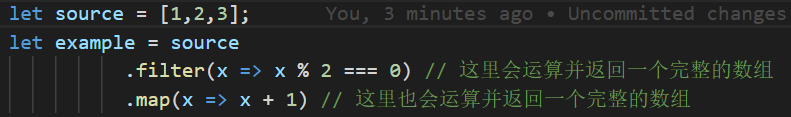 let source = [1,2,3];    You, 3 minutes ago • Uncommitted changes
let example = source
.filter(x => x % 2 === 0) // 这里会运算并返回一个完整的数组
.map(x => x + 1) // 这里也会运算并返回一个完整的数组